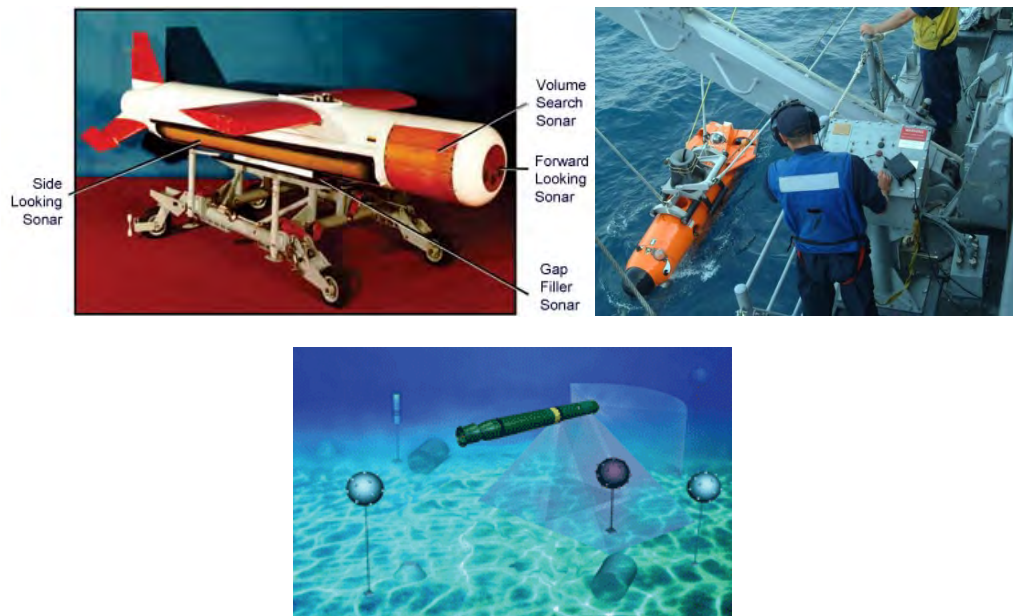 Volume
Search
Sonar
Forward
Looking
Sonar
Side
Looking
Sonar
Gap
Filler
Sonar